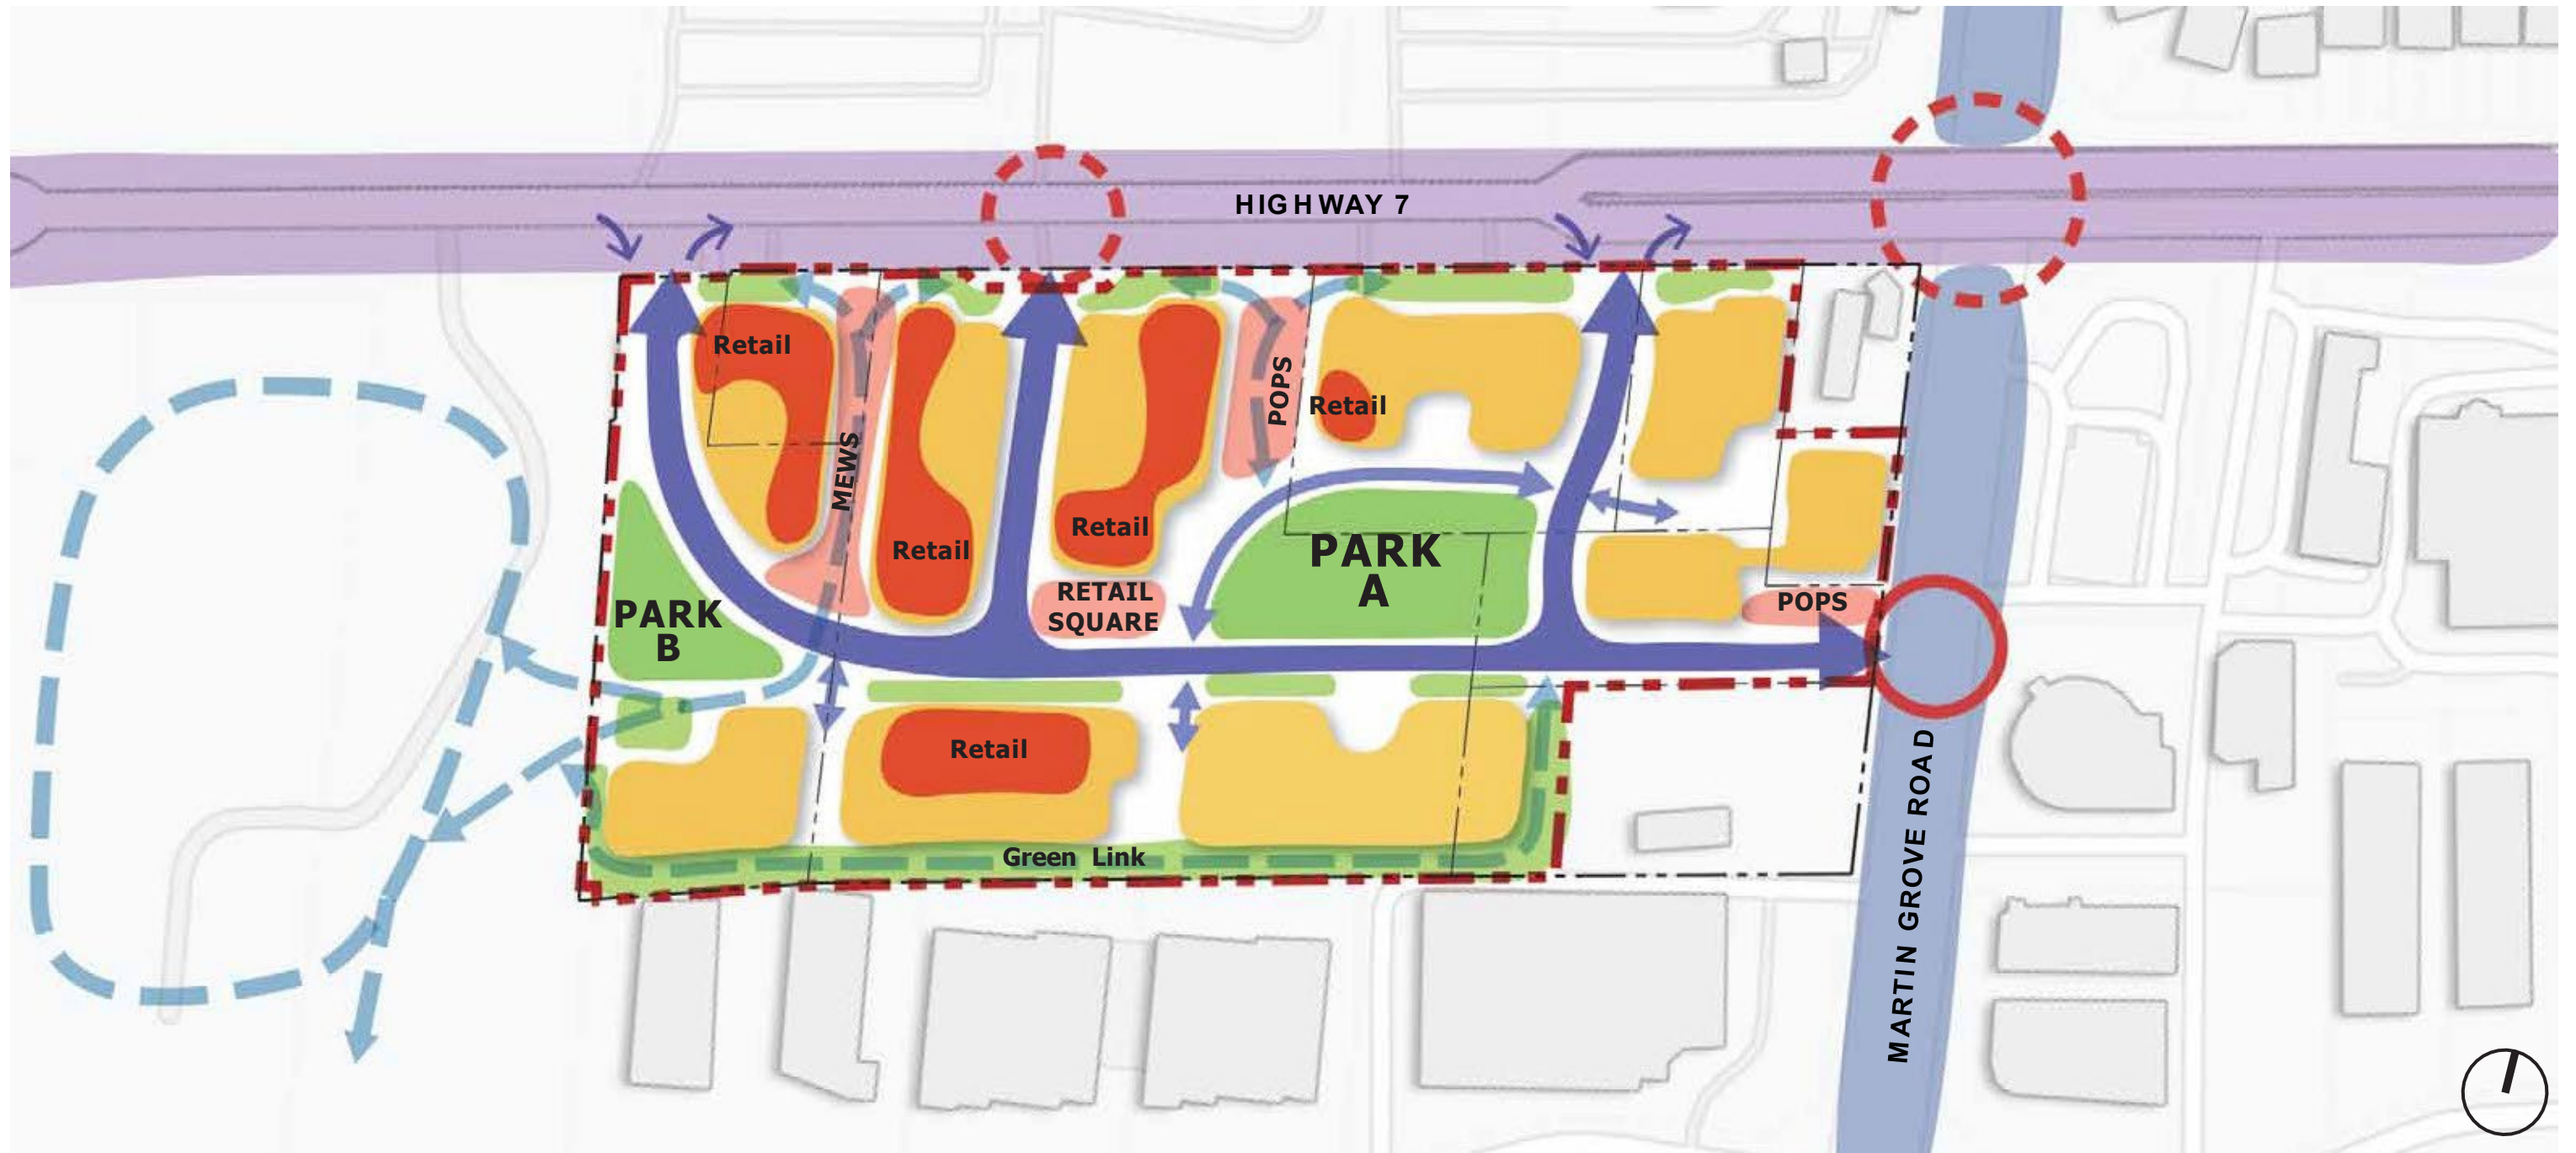 HIGHWAY 7
Retail
POPS
Retail
MEWS
Retail
Retail
PARK
A
RETAIL
SQUARE
POPS
PARK
B
Retail
MARTIN GROVE ROAD
Green Link